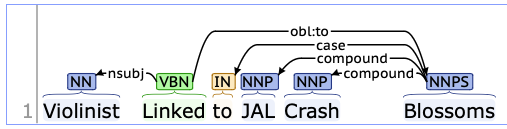 obl:to
case
compound
NN nsubj VBN IN NNP NNP compound NNPS
1 Violinist Linked to JAL Crash Blossoms